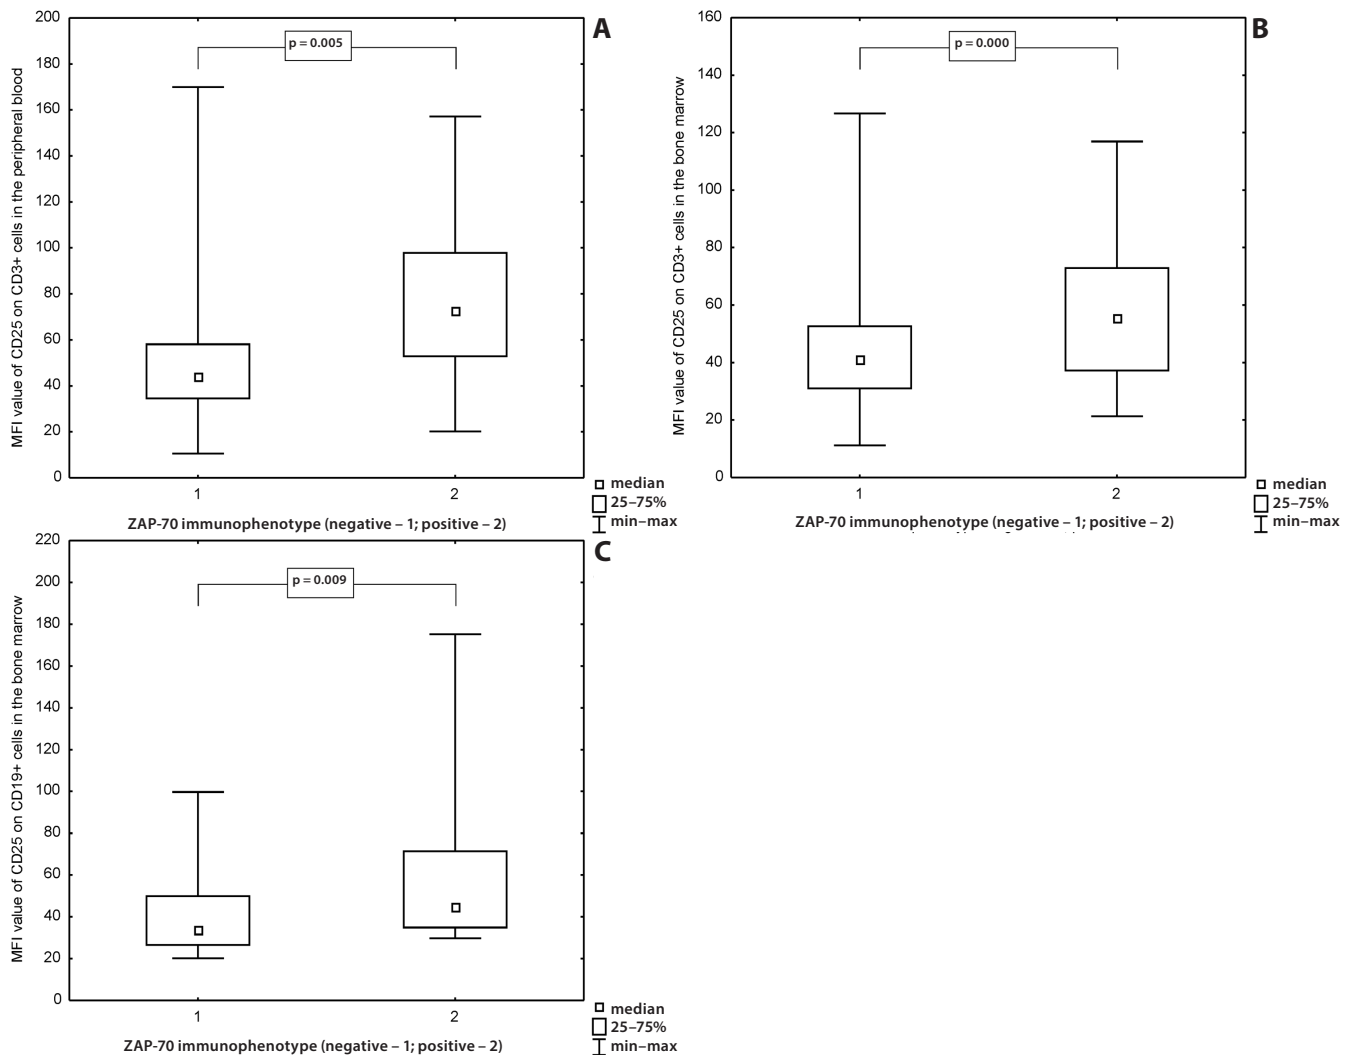 A
MFI value of CD25 on CD3+ cells in the peripheral blood
200
180
160
140
120
100
80
60
40
20
0
p = 0.005
1
2
ZAP-70 immunophenotype (negative – 1; positive – 2)
median
25–75%
min–max
B
MFI value of CD25 on CD3+ cells in the bone marrow
160
140
120
100
80
60
40
20
0
p = 0.000
1
2
ZAP-70 immunophenotype (negative – 1; positive – 2)
median
25–75%
min–max
C
MFI value of CD25 on CD19+ cells in the bone marrow
220
200
180
160
140
120
100
80
60
40
20
0
p = 0.009
1
2
ZAP-70 immunophenotype (negative – 1; positive – 2)
median
25–75%
min–max